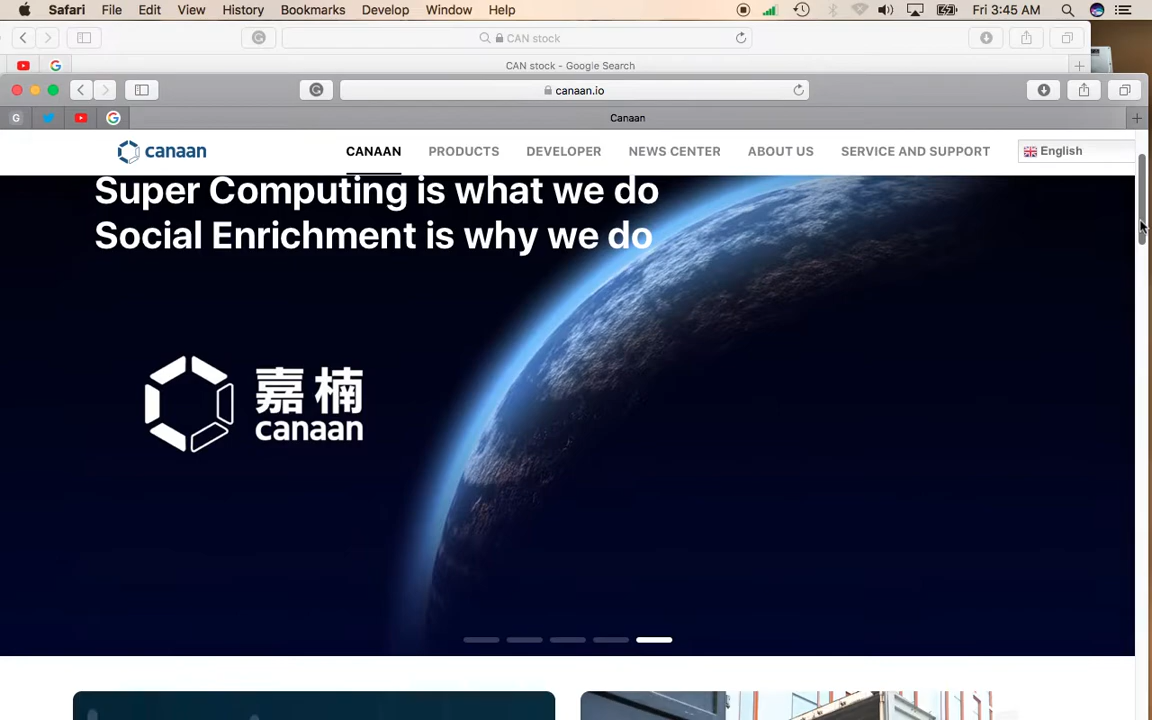 Safari File Edit View History Bookmarks Develop Window Help Fri 3:45 AM
CAN stock
CAN stock - Google Search
canaan.io
G Canaan
canaan CANAAN PRODUCTS DEVELOPER NEWS CENTER ABOUT US SERVICE AND SUPPORT English
Super Computing is what we do
Social Enrichment is why we do
嘉楠
canaan